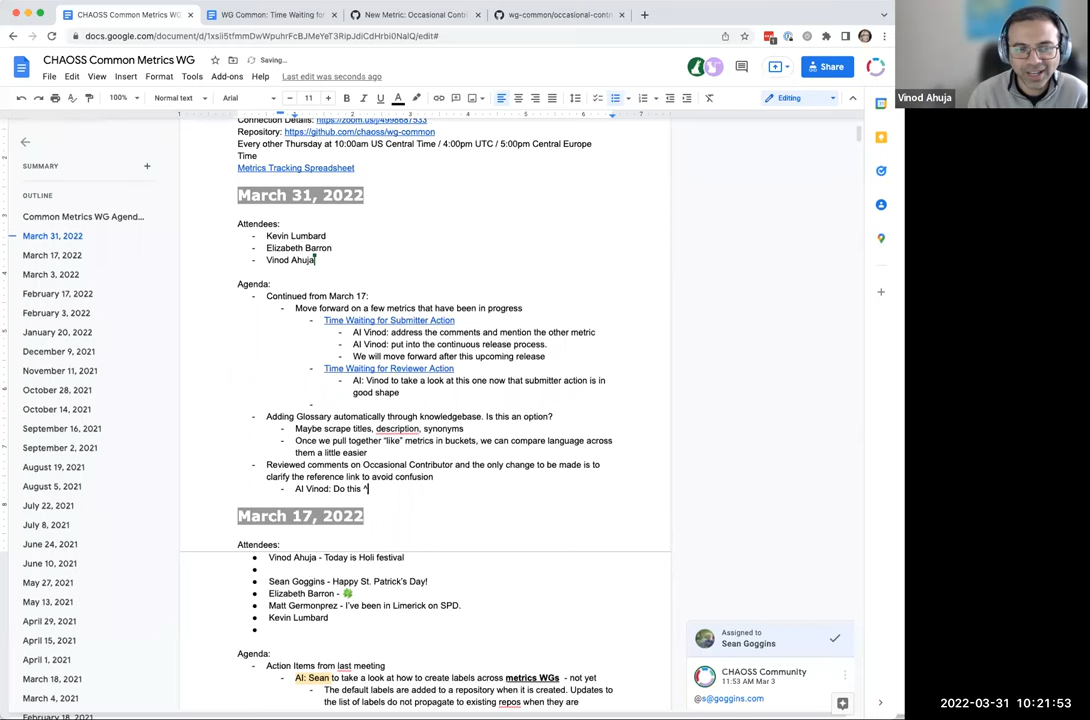 CHAOSS Common Metrics WG
WG Common: Time Waiting for
New Metric: Occasional Contri
wg-common/occasional-contri
docs.google.com/document/d/
edit#
CHAOSS Common Metrics WG
Saving…
File Edit View Insert Format Tools Add-ons Help Last edit was seconds ago
Share
100% Normal text Arial 11 B I U A Editing
Vinod Ahuja
SUMMARY
OUTLINE
Common Metrics WG Agend...
March 31, 2022
March 17, 2022
March 3, 2022
February 17, 2022
February 3, 2022
January 20, 2022
December 9, 2021
November 11, 2021
October 28, 2021
October 14, 2021
September 16, 2021
September 2, 2021
August 19, 2021
August 5, 2021
July 22, 2021
July 8, 2021
June 24, 2021
June 10, 2021
May 27, 2021
May 13, 2021
April 29, 2021
April 15, 2021
April 1, 2021
March 18, 2021
March 4, 2021
February 18, 2021
Connection Details: https://zoom.us/j/4998687533
Repository: https://github.com/chaoss/wg-common
Every other Thursday at 10:00am US Central Time / 4:00pm UTC / 5:00pm Central Europe
Time
Metrics Tracking Spreadsheet
March 31, 2022
Attendees:
- Kevin Lumbard
- Elizabeth Barron
- Vinod Ahuja
Agenda:
- Continued from March 17:
- Move forward on a few metrics that have been in progress
- Time Waiting for Submitter Action
- AI Vinod: address the comments and mention the other metric
- AI Vinod: put into the continuous release process.
- We will move forward after this upcoming release
- Time Waiting for Reviewer Action
- AI: Vinod to take a look at this one now that submitter action is in
good shape
-
- Adding Glossary automatically through knowledgebase. Is this an option?
- Maybe scrape titles, description, synonyms
- Once we pull together “like” metrics in buckets, we can compare language across
them a little easier
- Reviewed comments on Occasional Contributor and the only change to be made is to
clarify the reference link to avoid confusion
- AI Vinod: Do this ^
March 17, 2022
Attendees:
● Vinod Ahuja - Today is Holi festival
●
● Sean Goggins - Happy St. Patrick's Day!
● Elizabeth Barron - 🍀
● Matt Germonprez - I've been in Limerick on SPD.
● Kevin Lumbard
●
Agenda:
- Action Items from last meeting
- AI: Sean to take a look at how to create labels across metrics WGs - not yet
- The default labels are added to a repository when it is created. Updates to
the list of labels do not propagate to existing repos when they are
Assigned to
Sean Goggins
CHAOSS Community
11:53 AM Mar 3
@s@goggins.com
2022-03-31 10:21:53